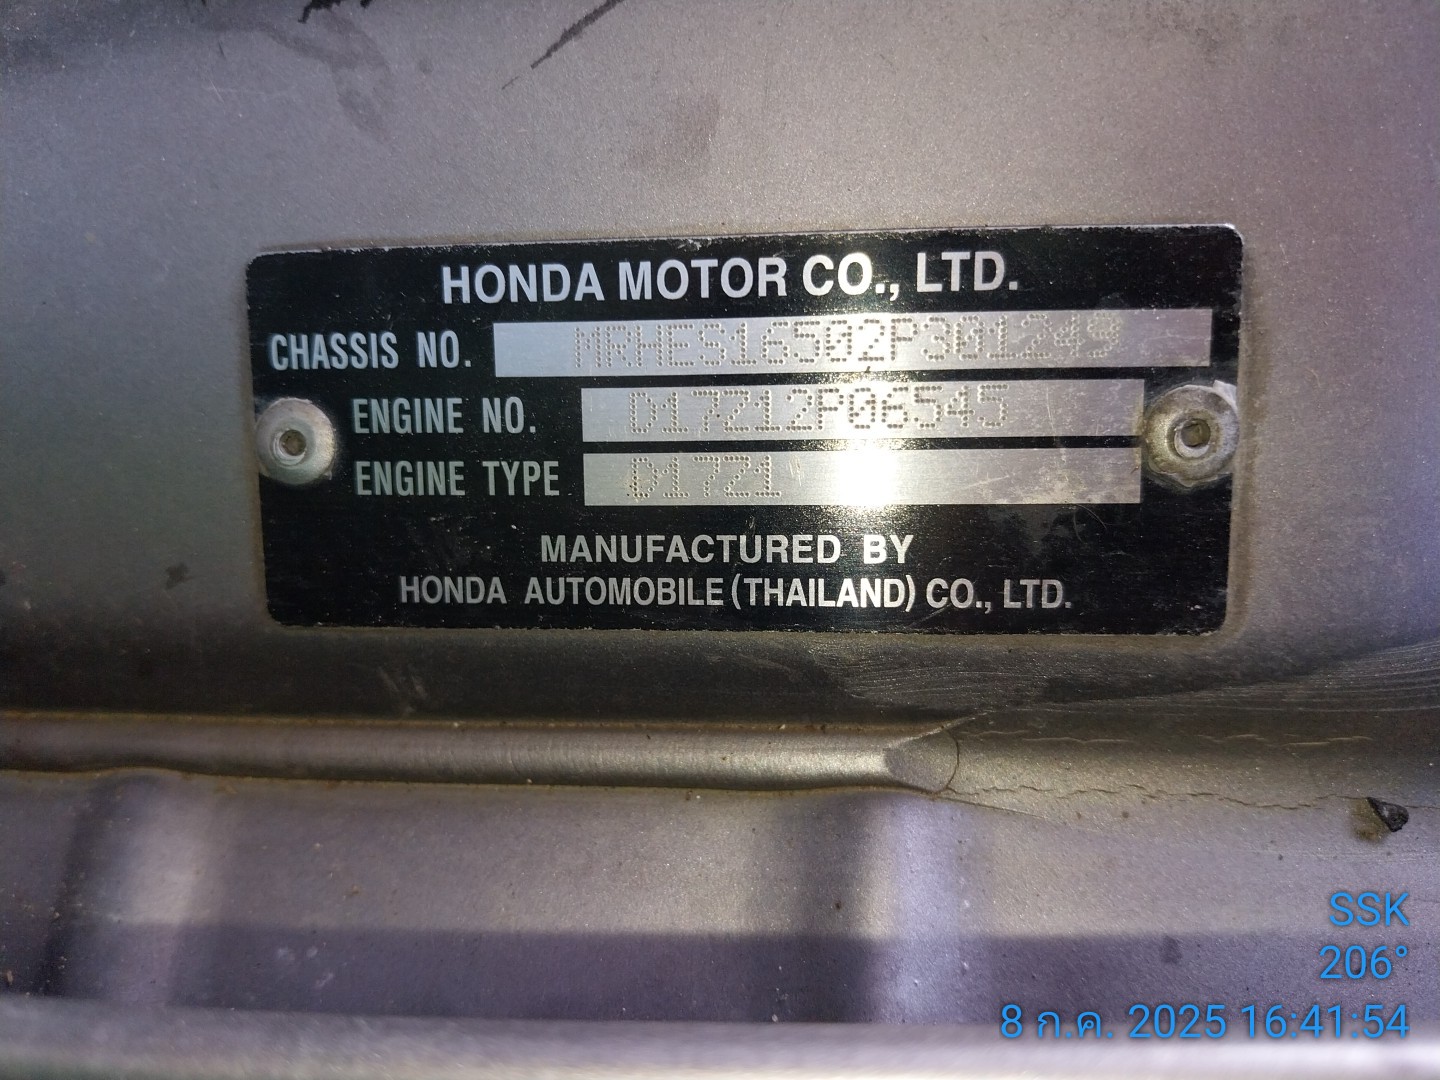 HONDA MOTOR CO., LTD.
CHASSIS NO. MRHES16502P301249
ENGINE NO. D17Z12P06545
ENGINE TYPE D17Z1
MANUFACTURED BY
HONDA AUTOMOBILE (THAILAND) CO., LTD.
SSK
206°
8 ก.ค. 2025 16:41:54